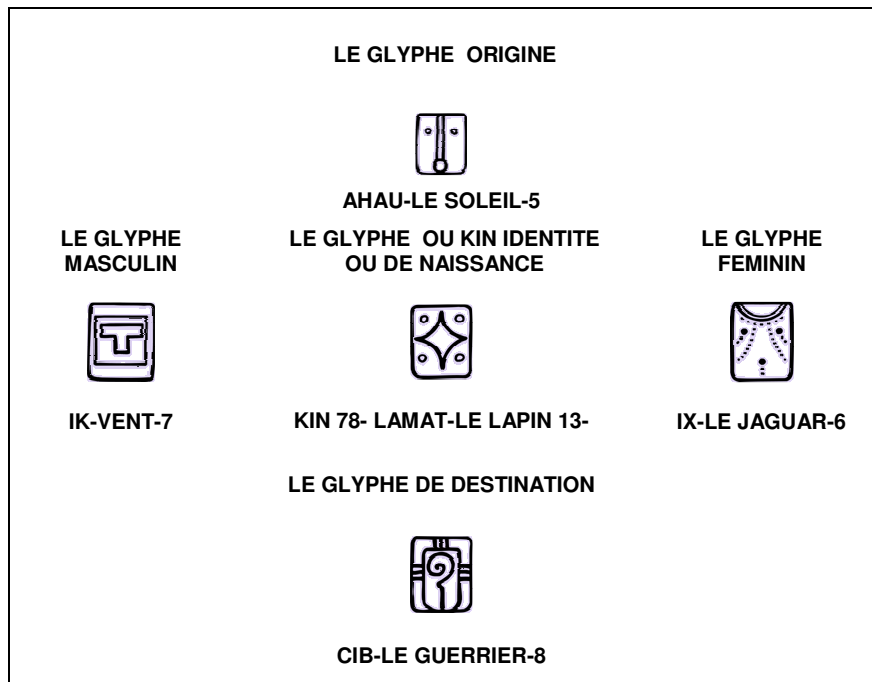 LE GLYPHE ORIGINE
AHAU-LE SOLEIL-5
LE GLYPHE
MASCULIN
LE GLYPHE OU KIN IDENTITE
OU DE NAISSANCE
LE GLYPHE
FEMININ
IK-VENT-7
KIN 78- LAMAT-LE LAPIN 13-
IX-LE JAGUAR-6
LE GLYPHE DE DESTINATION
CIB-LE GUERRIER-8